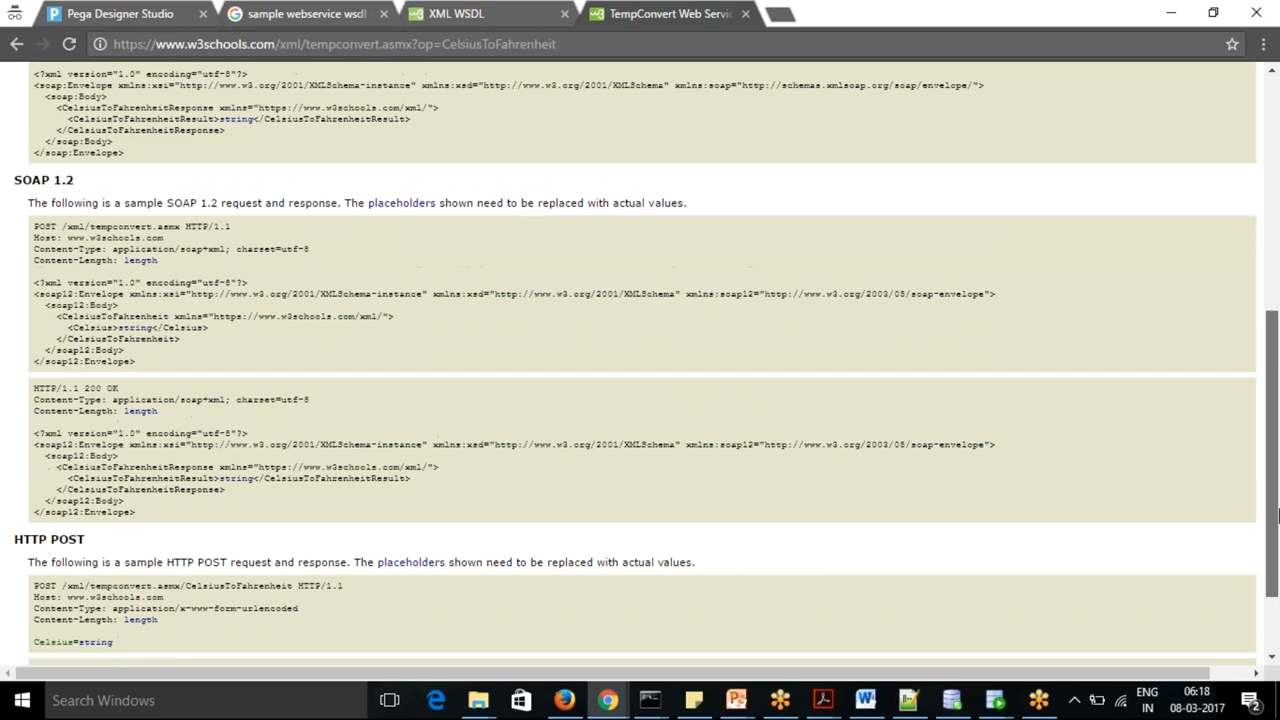 Pega Designer Studio
sample webservice wsdl
XML WSDL
TempConvert Web Servic
https://www.w3schools.com/xml/tempconvert.asmx?op=CelsiusToFahrenheit
<?xml version="1.0" encoding="utf-8"?>
<soap:Envelope xmlns:xsi="http://www.w3.org/2001/XMLSchema-instance" xmlns:xsd="http://www.w3.org/2001/XMLSchema" xmlns:soap="http://schemas.xmlsoap.org/soap/envelope/">
<soap:Body>
<CelsiusToFahrenheitResponse xmlns="https://www.w3schools.com/xml/">
<CelsiusToFahrenheitResult>string</CelsiusToFahrenheitResult>
</CelsiusToFahrenheitResponse>
</soap:Body>
</soap:Envelope>
SOAP 1.2
The following is a sample SOAP 1.2 request and response. The placeholders shown need to be replaced with actual values.
POST /xml/tempconvert.asmx HTTP/1.1
Host: www.w3schools.com
Content-Type: application/soap+xml; charset=utf-8
Content-Length: length
<?xml version="1.0" encoding="utf-8"?>
<soap12:Envelope xmlns:xsi="http://www.w3.org/2001/XMLSchema-instance" xmlns:xsd="http://www.w3.org/2001/XMLSchema" xmlns:soap12="http://www.w3.org/2003/05/soap-envelope">
<soap12:Body>
<CelsiusToFahrenheit xmlns="https://www.w3schools.com/xml/">
<Celsius>string</Celsius>
</CelsiusToFahrenheit>
</soap12:Body>
</soap12:Envelope>
HTTP/1.1 200 OK
Content-Type: application/soap+xml; charset=utf-8
Content-Length: length
<?xml version="1.0" encoding="utf-8"?>
<soap12:Envelope xmlns:xsi="http://www.w3.org/2001/XMLSchema-instance" xmlns:xsd="http://www.w3.org/2001/XMLSchema" xmlns:soap12="http://www.w3.org/2003/05/soap-envelope">
<soap12:Body>
<CelsiusToFahrenheitResponse xmlns="https://www.w3schools.com/xml/">
<CelsiusToFahrenheitResult>string</CelsiusToFahrenheitResult>
</CelsiusToFahrenheitResponse>
</soap12:Body>
</soap12:Envelope>
HTTP POST
The following is a sample HTTP POST request and response. The placeholders shown need to be replaced with actual values.
POST /xml/tempconvert.asmx/CelsiusToFahrenheit HTTP/1.1
Host: www.w3schools.com
Content-Type: application/x-www-form-urlencoded
Content-Length: length
Celsius=string
Search Windows
ENG
IN
06:18
08-03-2017
2